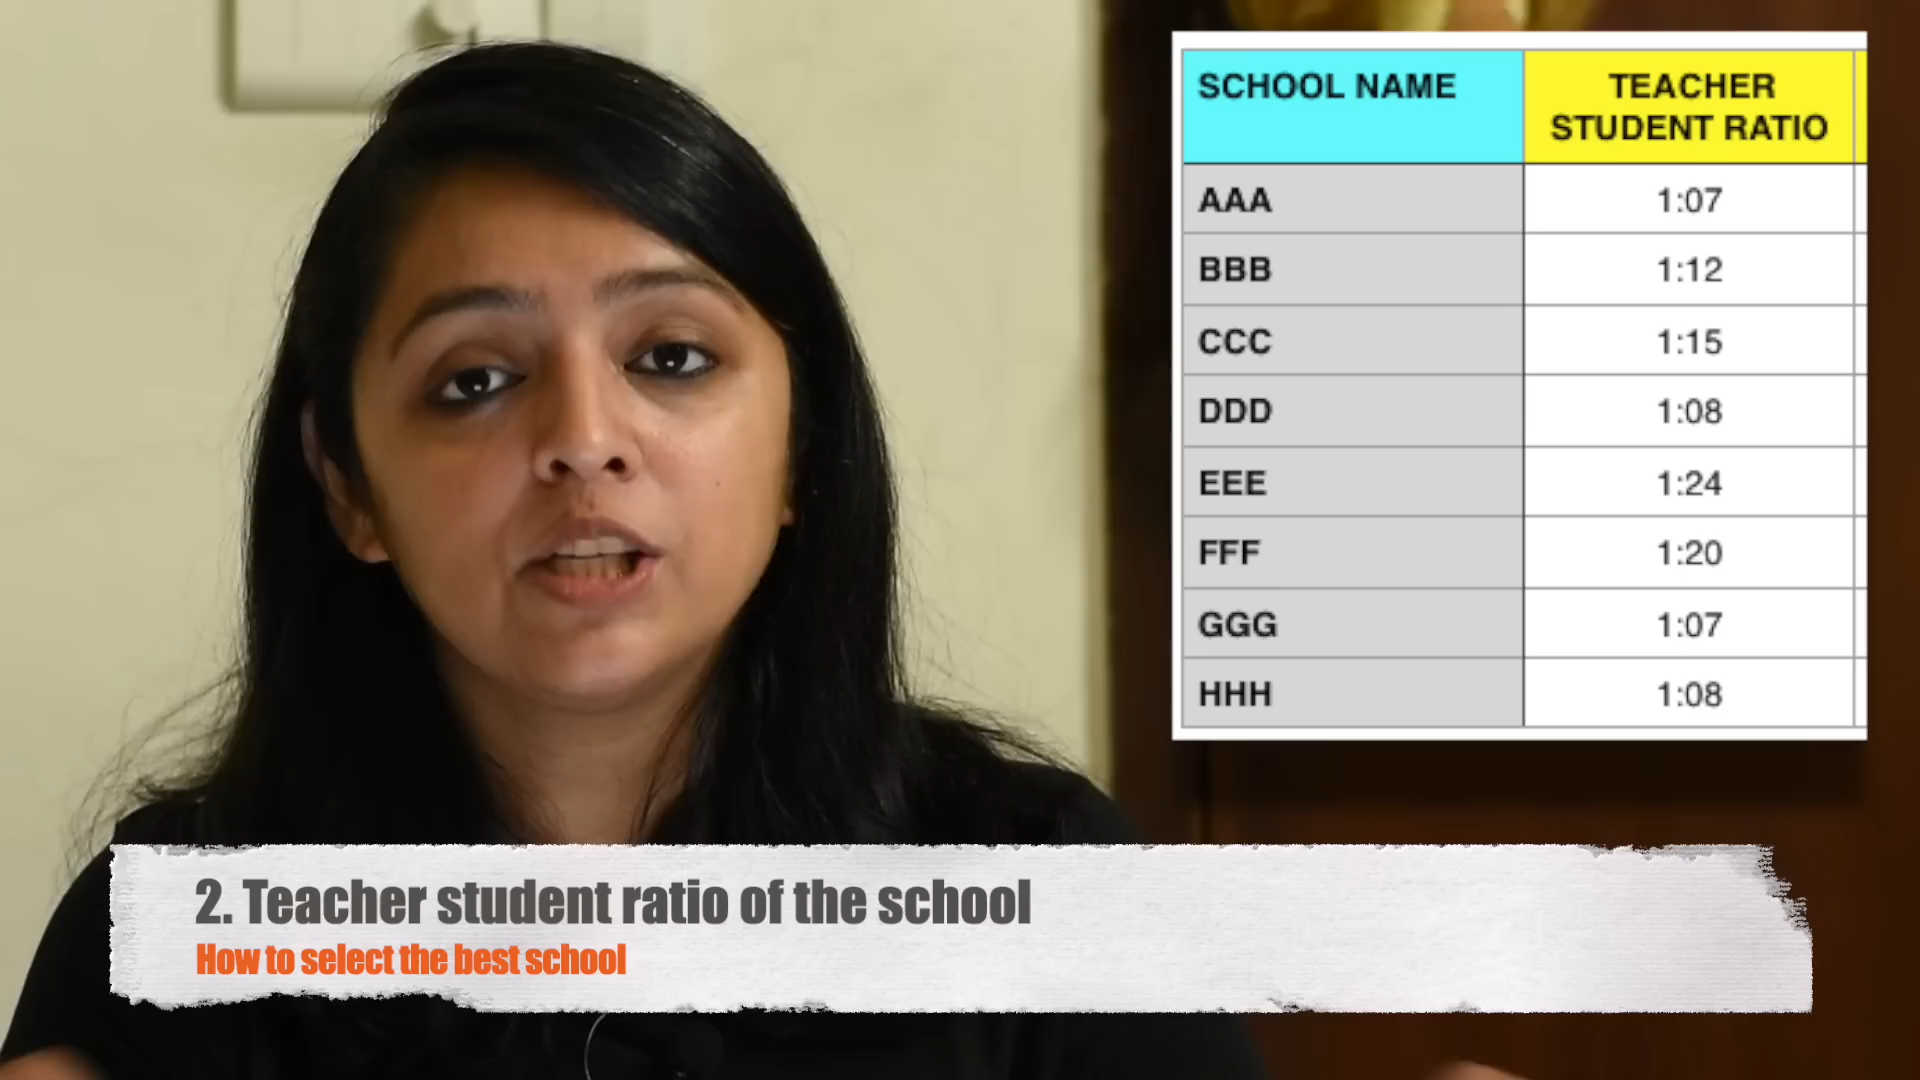 SCHOOL NAME
TEACHER
STUDENT RATIO
AAA
1:07
BBB
1:12
CCC
1:15
DDD
1:08
EEE
1:24
FFF
1:20
GGG
1:07
HHH
1:08
2. Teacher student ratio of the school
How to select the best school